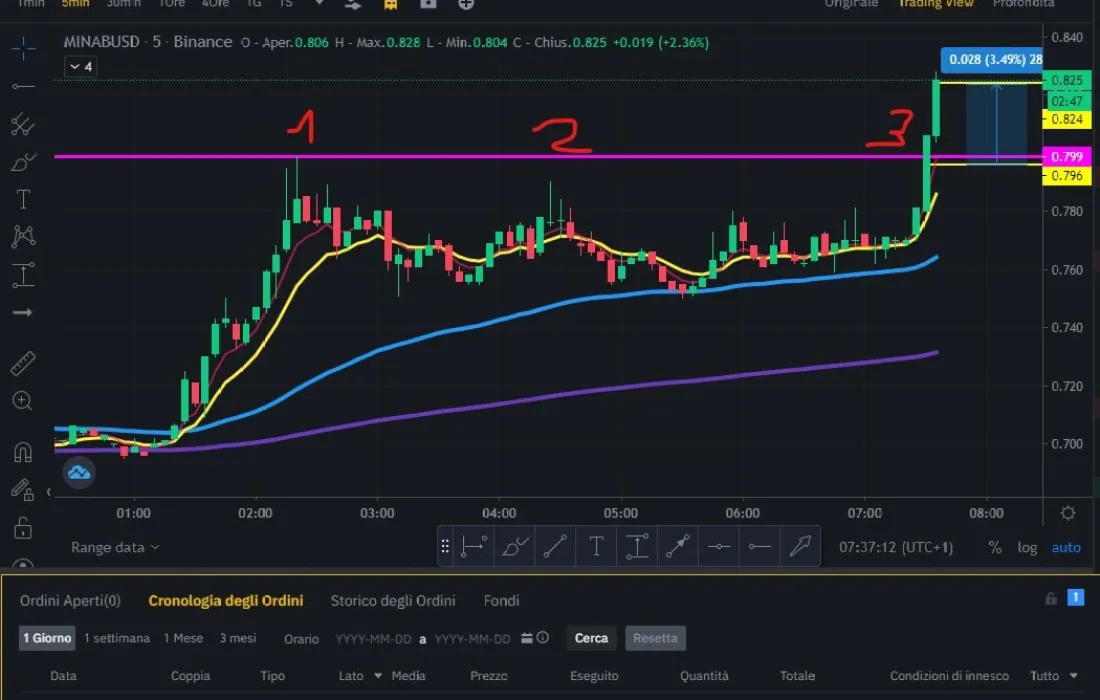 1min 5min 30min 1Ore 4Ore 1G 1S Originale Trading View Profondità
MINABUSD · 5 · Binance O - Aper.0.806 H - Max.0.828 L - Min.0.804 C - Chius.0.825 +0.019 (+2.36%)
4
0.840
0.028 (3.49%) 28
0.825
02:47
0.824
1 2 3
0.799
0.796
0.780
0.760
0.740
0.720
0.700
01:00 02:00 03:00 04:00 05:00 06:00 07:00 08:00
Range data 07:37:12 (UTC+1) % log auto
Ordini Aperti(0) Cronologia degli Ordini Storico degli Ordini Fondi 1
1 Giorno 1 settimana 1 Mese 3 mesi Orario YYYY-MM-DD a YYYY-MM-DD Cerca Resetta
Data Coppia Tipo Lato Media Prezzo Eseguito Quantità Totale Condizioni di innesco Tutto